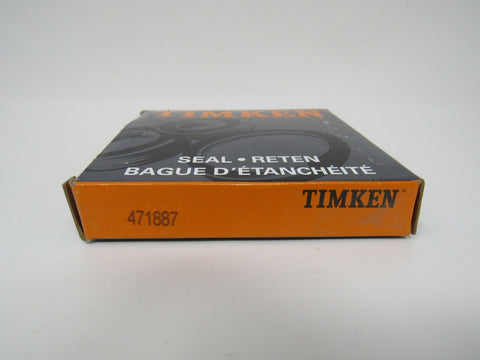 TIMKEN
SEAL • RETEN
BAGUE D'ÉTANCHÉITÉ
TIMKEN®
471887